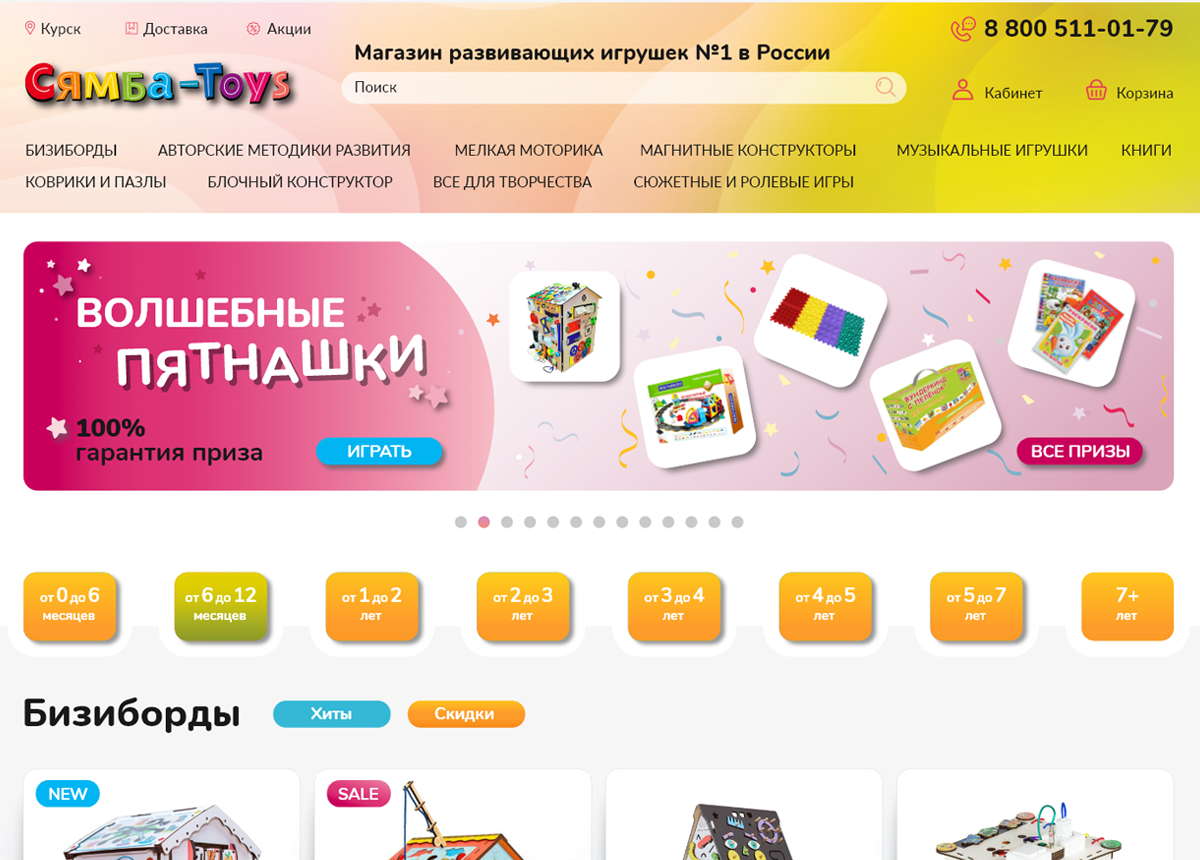 Курск
Доставка
Акции
8 800 511-01-79
Магазин развивающих игрушек №1 в России
Сямба-Toys
Поиск
Кабинет
Корзина
БИЗИБОРДЫ
АВТОРСКИЕ МЕТОДИКИ РАЗВИТИЯ
МЕЛКАЯ МОТОРИКА
МАГНИТНЫЕ КОНСТРУКТОРЫ
МУЗЫКАЛЬНЫЕ ИГРУШКИ
КНИГИ
КОВРИКИ И ПАЗЛЫ
БЛОЧНЫЙ КОНСТРУКТОР
ВСЕ ДЛЯ ТВОРЧЕСТВА
СЮЖЕТНЫЕ И РОЛЕВЫЕ ИГРЫ
ВОЛШЕБНЫЕ
ПЯТНАШКИ
100%
гарантия приза
ИГРАТЬ
ВУНДЕРКИНД
С ПЕЛЕНОК
ВСЕ ПРИЗЫ
от 0 до 6
месяцев
от 6 до 12
месяцев
от 1 до 2
лет
от 2 до 3
лет
от 3 до 4
лет
от 4 до 5
лет
от 5 до 7
лет
7+
лет
Бизиборды
Хиты
Скидки
NEW
SALE